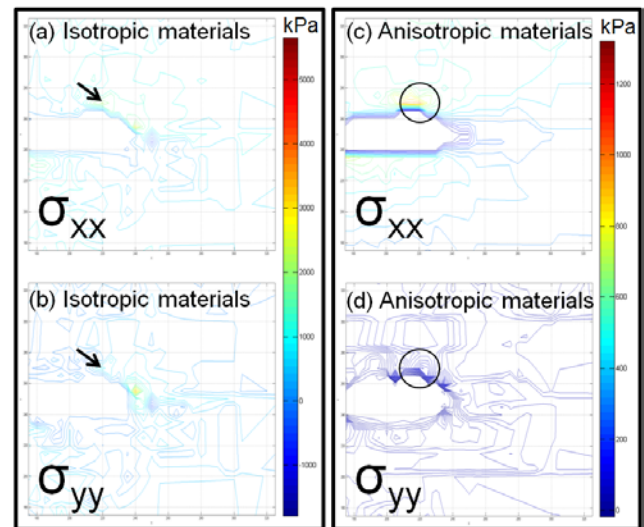 kPa
(a) Isotropic materials
σxx
(b) Isotropic materials
σyy
5000
4000
3000
2000
1000
0
-1000
kPa
(c) Anisotropic materials
σxx
(d) Anisotropic materials
σyy
1200
1000
800
600
400
200
0